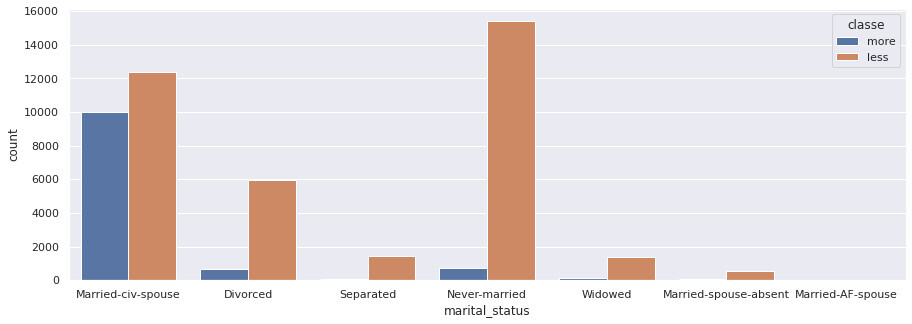 classe
more
less
16000
14000
12000
10000
8000
6000
4000
2000
0
count
Married-civ-spouse Divorced Separated Never-married Widowed Married-spouse-absent Married-AF-spouse
marital_status